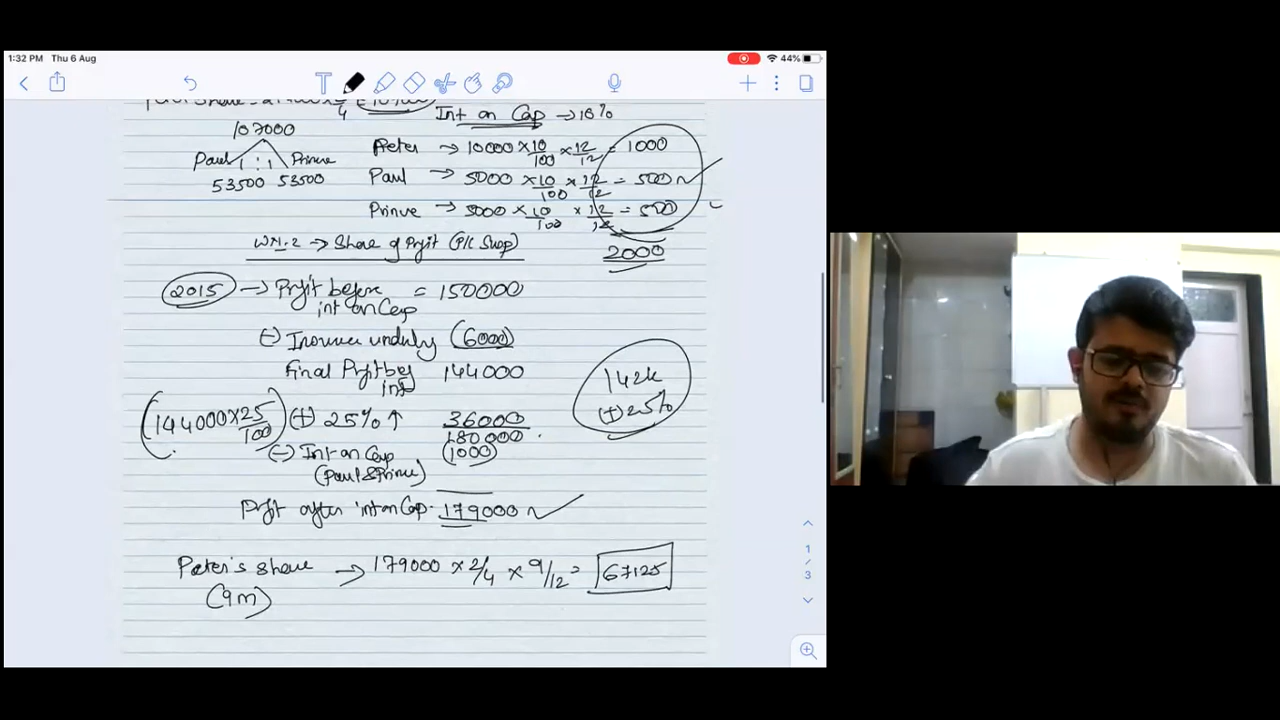 1:32 PM Thu 6 Aug
44%
4
107000
Paul 1 : 1 Prince
53500 53500
Int on Cap → 10%
Peter → 10000 × 10/100 × 12/12 = 1000
Paul → 5000 × 10/100 × 12/12 = 500
Prince → 5000 × 10/100 × 12/12 = 500
2000
WN.2 → Share of Profit (P/L Susp)
2015 → Profit before int on Cap = 150000
(-) Insurance unduly (6000)
Final Profit bef int 144000
(144000 × 25/100) (+) 25% ↑ 36000
180000
(-) Int on Cap (Paul & Prince) (1000)
Profit after int on Cap. 179000
142k
(+) 25%
Peter's share → 179000 × 2/4 × 9/12 = 67125
(9m)
T
1
/
3